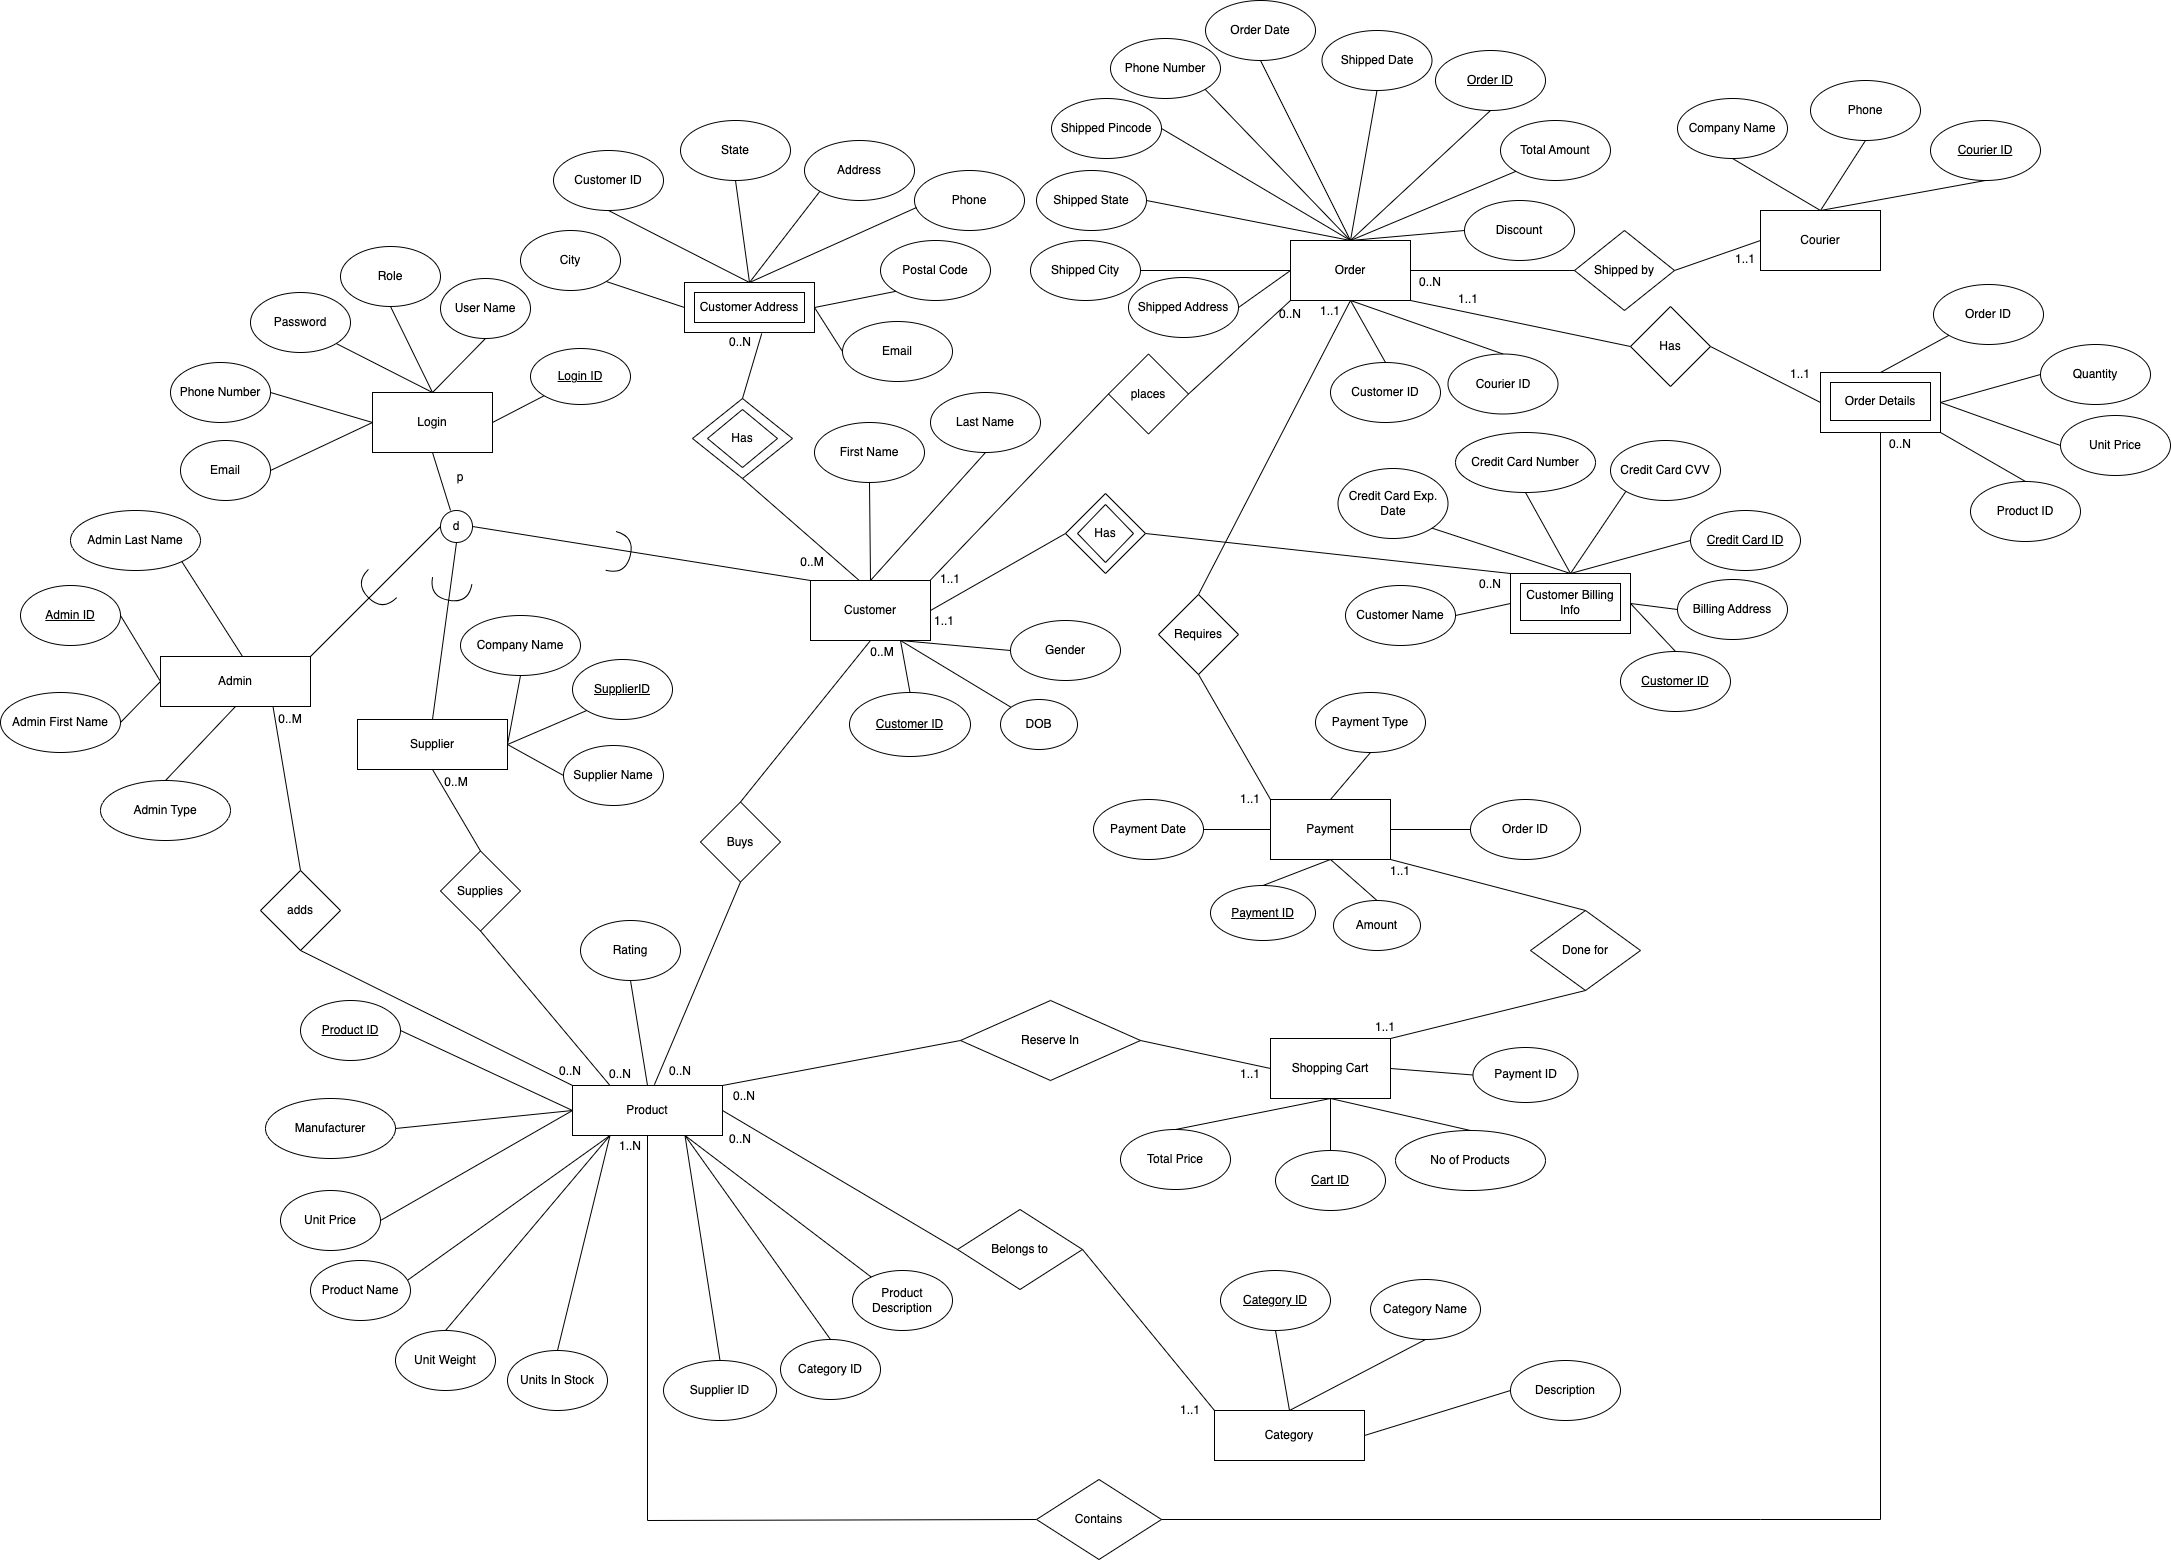 Order Date
Shipped Date
Phone Number
Order ID
Company Name
Phone
Courier ID
Shipped Pincode
Total Amount
State
Address
Customer ID
Phone
Shipped State
Discount
Courier
City
Postal Code
Shipped City
Order
Shipped by
1..1
0..N
Role
User Name
Password
Customer Address
Shipped Address
0..N
1..1
1..1
Order ID
0..N
Email
Has
1..1
Login ID
Phone Number
places
Customer ID
Courier ID
Quantity
Order Details
Login
Last Name
0..N
Unit Price
Has
First Name
Email
p
Credit Card Number
Credit Card CVV
Credit Card Exp.
Date
Product ID
d
Has
Admin Last Name
Credit Card ID
0..M
1..1
0..N
Customer
Customer Billing
Info
Billing Address
Admin ID
Customer Name
1..1
Requires
Company Name
0..M
Gender
Admin
SupplierID
Customer ID
Admin First Name
0..M
Customer ID
DOB
Payment Type
Supplier
Supplier Name
0..M
1..1
Admin Type
Payment Date
Payment
Order ID
Buys
1..1
Supplies
adds
Payment ID
Amount
Rating
Done for
Product ID
Reserve In
1..1
0..N
0..N
0..N
Shopping Cart
1..1
Payment ID
0..N
Product
Manufacturer
1..N
0..N
Total Price
No of Products
Cart ID
Unit Price
Belongs to
Product Name
Product
Description
Category ID
Category Name
Unit Weight
Units In Stock
Category ID
Supplier ID
Description
1..1
Category
Contains